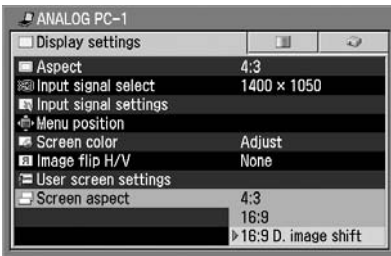 ANALOG PC-1
Display settings
Aspect 4:3
Input signal select 1400 × 1050
Input signal settings
Menu position
Screen color Adjust
Image flip H/V None
User screen settings
Screen aspect 4:3
16:9
16:9 D. image shift